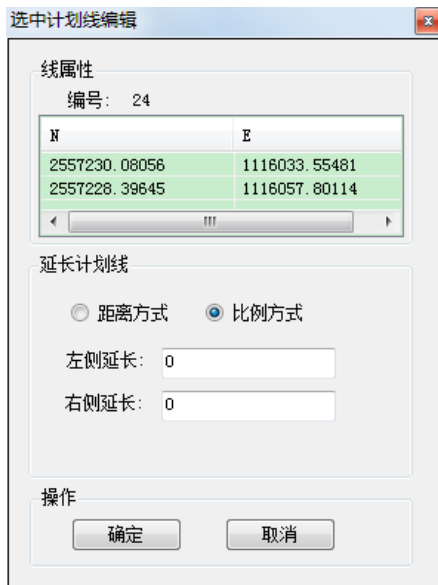 选中计划线编辑
线属性
编号: 24
N E
2557230.08056 1116033.55481
2557228.39645 1116057.80114
延长计划线
距离方式 比例方式
左侧延长: 0
右侧延长: 0
操作
确定 取消